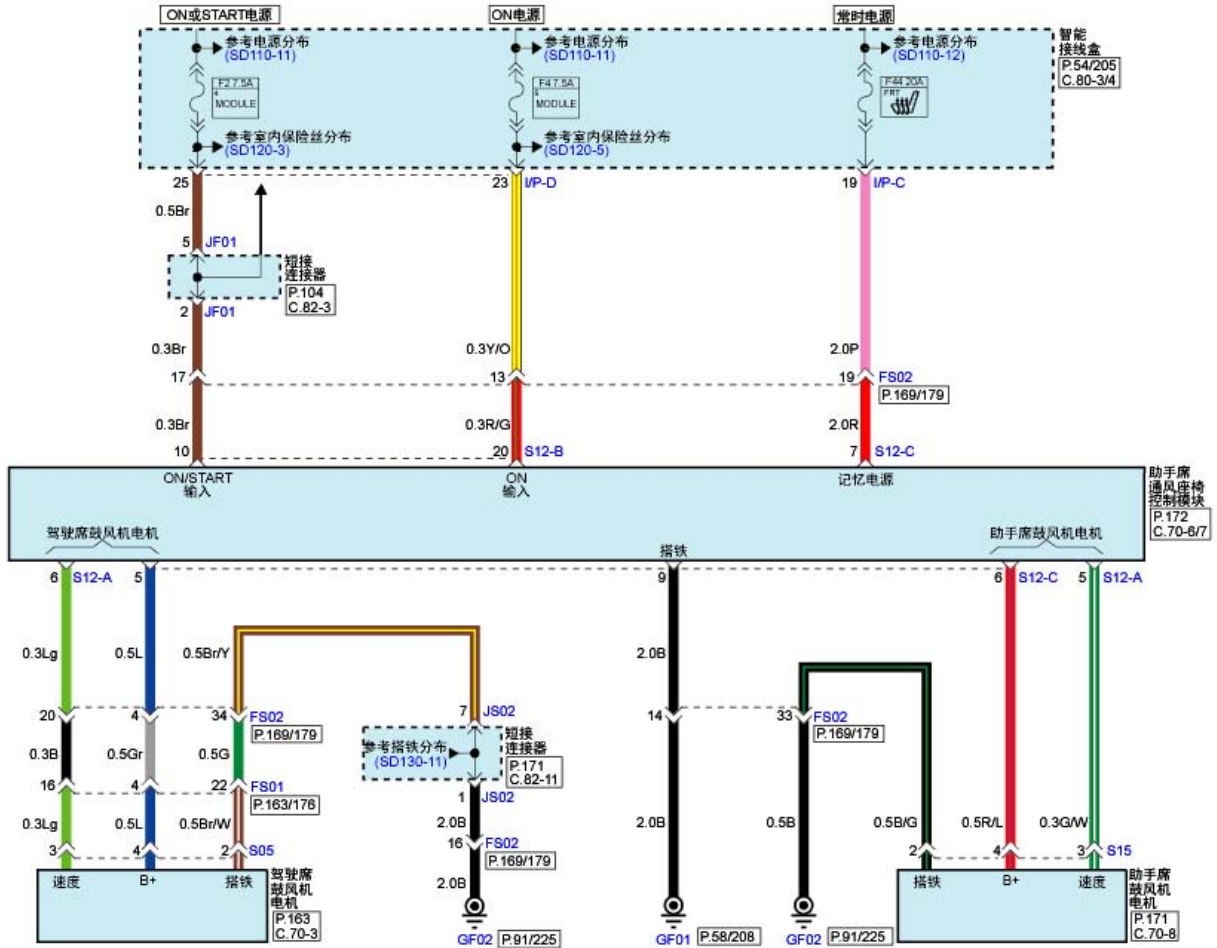 ON或START电源
ON电源
常时电源
参考电源分布
(SD110-11)
参考电源分布
(SD110-11)
参考电源分布
(SD110-12)
智能
接线盒
P.54/205
C.80-3/4
F2 7.5A
4
MODULE
F4 7.5A
5
MODULE
F44 20A
FRT
参考室内保险丝分布
(SD120-3)
参考室内保险丝分布
(SD120-5)
25
23 I/P-D
19 I/P-C
0.5Br
5 JF01
短接
连接器
P.104
C.82-3
2 JF01
0.3Br
0.3Y/O
2.0P
17
13
19 FS02
P.169/179
0.3Br
0.3R/G
2.0R
10
20 S12-B
7 S12-C
ON/START
输入
ON
输入
记忆电源
助手席
通风座椅
控制模块
P.172
C.70-6/7
驾驶席鼓风机电机
搭铁
助手席鼓风机电机
6 S12-A
5
9
6 S12-C
5 S12-A
0.3Lg
0.5L
0.5Br/Y
2.0B
20
4
34 FS02
P.169/179
7 JS02
14
33 FS02
P.169/179
0.3B
0.5Gr
0.5G
参考搭铁分布
(SD130-11)
短接
连接器
P.171
C.82-11
16
4
22 FS01
P.163/176
1 JS02
0.3Lg
0.5L
0.5Br/W
2.0B
2.0B
0.5B
0.5B/G
0.5R/L
0.3G/W
16 FS02
P.169/179
3
4
2 S05
2
4
3 S15
速度
B+
搭铁
驾驶席
鼓风机
电机
P.163
C.70-3
2.0B
搭铁
B+
速度
助手席
鼓风机
电机
P.171
C.70-8
GF02 P.91/225
GF01 P.58/208
GF02 P.91/225